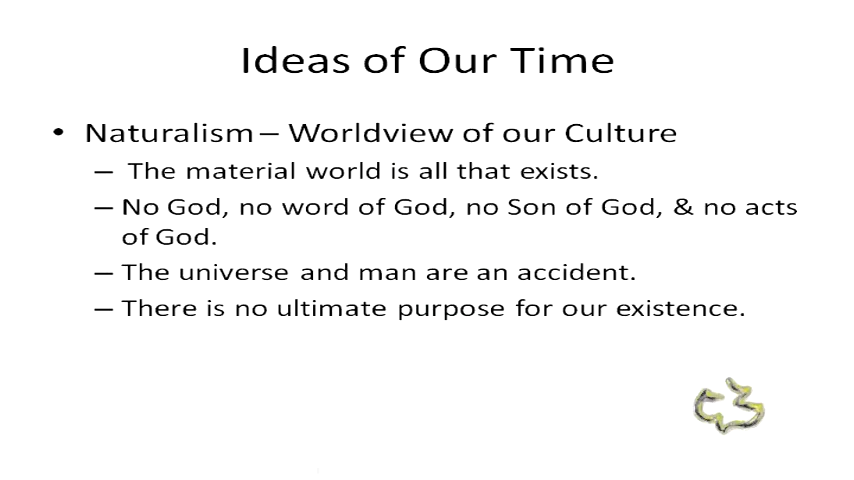 Ideas of Our Time
• Naturalism – Worldview of our Culture
– The material world is all that exists.
– No God, no word of God, no Son of God, & no acts
of God.
– The universe and man are an accident.
– There is no ultimate purpose for our existence.